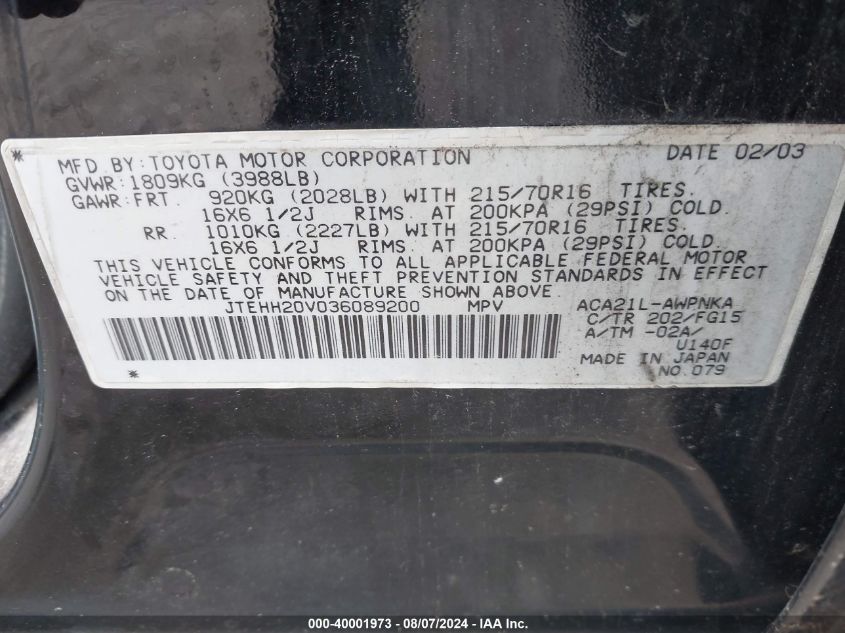 * MFD BY:TOYOTA MOTOR CORPORATION DATE 02/03
GVWR:1809KG (3988LB)
GAWR:FRT. 920KG (2028LB) WITH 215/70R16 TIRES.
16X6 1/2J RIMS. AT 200KPA (29PSI) COLD.
RR. 1010KG (2227LB) WITH 215/70R16 TIRES.
16X6 1/2J RIMS. AT 200KPA (29PSI) COLD.
THIS VEHICLE CONFORMS TO ALL APPLICABLE FEDERAL MOTOR
VEHICLE SAFETY AND THEFT PREVENTION STANDARDS IN EFFECT
ON THE DATE OF MANUFACTURE SHOWN ABOVE.
JTEHH20V036089200 MPV ACA21L-AWPNKA
C/TR 202/FG15
A/TM -02A/
U140F
MADE IN JAPAN
* NO.079
000-40001973 - 08/07/2024 - IAA Inc.